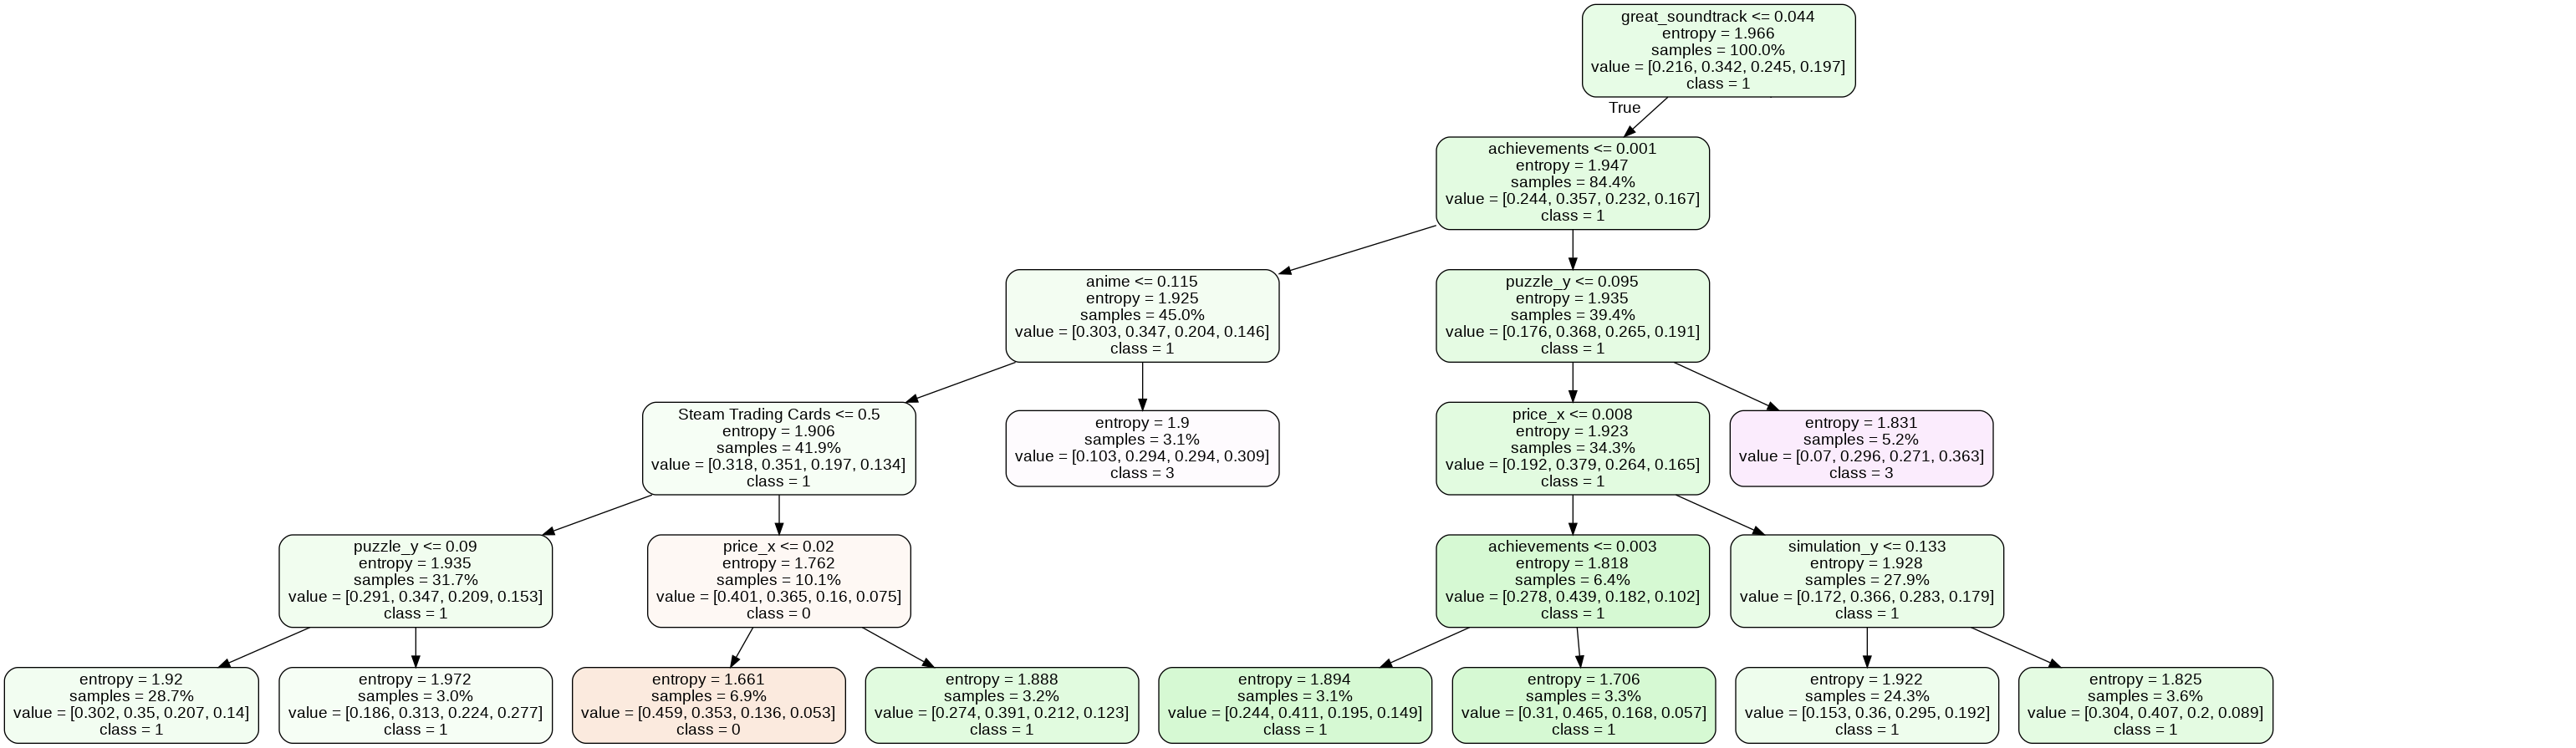 great_soundtrack <= 0.044
entropy = 1.966
samples = 100.0%
value = [0.216, 0.342, 0.245, 0.197]
class = 1
True
achievements <= 0.001
entropy = 1.947
samples = 84.4%
value = [0.244, 0.357, 0.232, 0.167]
class = 1
anime <= 0.115
entropy = 1.925
samples = 45.0%
value = [0.303, 0.347, 0.204, 0.146]
class = 1
puzzle_y <= 0.095
entropy = 1.935
samples = 39.4%
value = [0.176, 0.368, 0.265, 0.191]
class = 1
Steam Trading Cards <= 0.5
entropy = 1.906
samples = 41.9%
value = [0.318, 0.351, 0.197, 0.134]
class = 1
entropy = 1.9
samples = 3.1%
value = [0.103, 0.294, 0.294, 0.309]
class = 3
price_x <= 0.008
entropy = 1.923
samples = 34.3%
value = [0.192, 0.379, 0.264, 0.165]
class = 1
entropy = 1.831
samples = 5.2%
value = [0.07, 0.296, 0.271, 0.363]
class = 3
puzzle_y <= 0.09
entropy = 1.935
samples = 31.7%
value = [0.291, 0.347, 0.209, 0.153]
class = 1
price_x <= 0.02
entropy = 1.762
samples = 10.1%
value = [0.401, 0.365, 0.16, 0.075]
class = 0
achievements <= 0.003
entropy = 1.818
samples = 6.4%
value = [0.278, 0.439, 0.182, 0.102]
class = 1
simulation_y <= 0.133
entropy = 1.928
samples = 27.9%
value = [0.172, 0.366, 0.283, 0.179]
class = 1
entropy = 1.92
samples = 28.7%
value = [0.302, 0.35, 0.207, 0.14]
class = 1
entropy = 1.972
samples = 3.0%
value = [0.186, 0.313, 0.224, 0.277]
class = 1
entropy = 1.661
samples = 6.9%
value = [0.459, 0.353, 0.136, 0.053]
class = 0
entropy = 1.888
samples = 3.2%
value = [0.274, 0.391, 0.212, 0.123]
class = 1
entropy = 1.894
samples = 3.1%
value = [0.244, 0.411, 0.195, 0.149]
class = 1
entropy = 1.706
samples = 3.3%
value = [0.31, 0.465, 0.168, 0.057]
class = 1
entropy = 1.922
samples = 24.3%
value = [0.153, 0.36, 0.295, 0.192]
class = 1
entropy = 1.825
samples = 3.6%
value = [0.304, 0.407, 0.2, 0.089]
class = 1